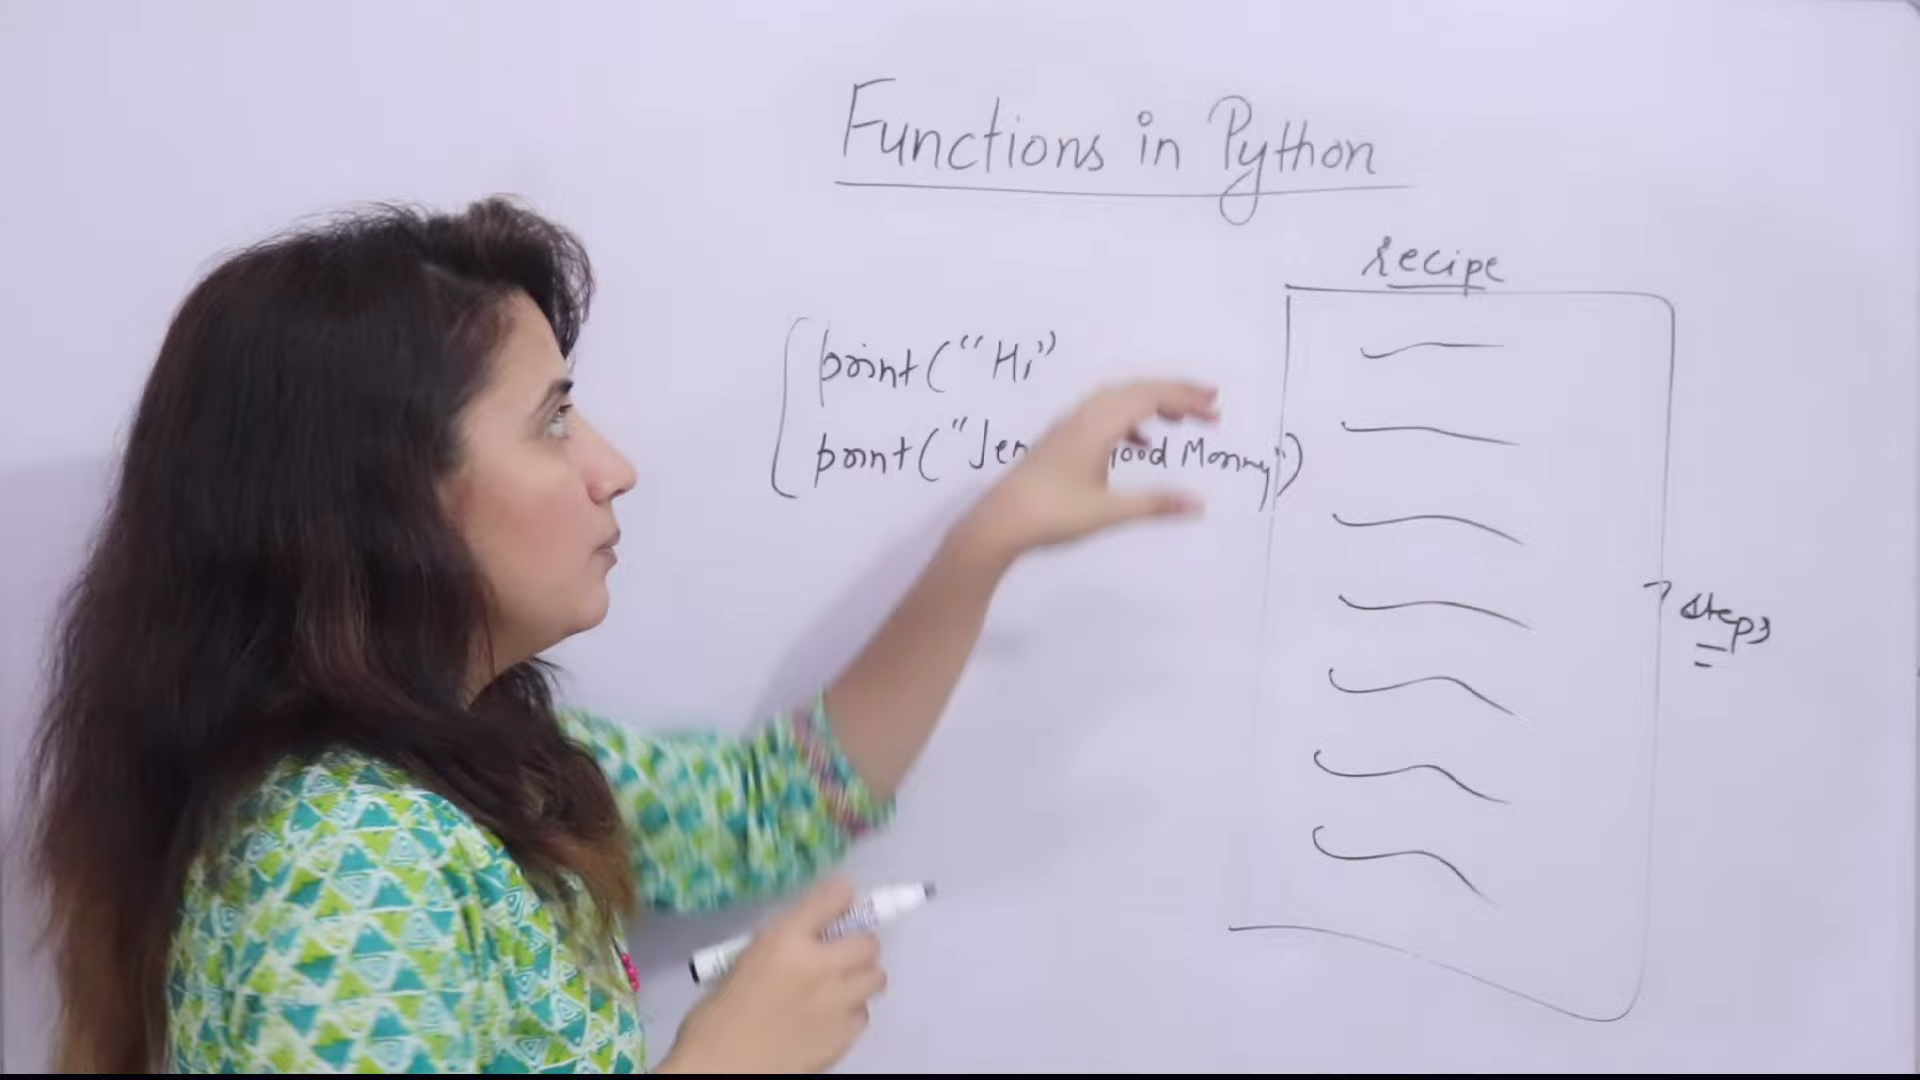 Functions in Python
recipe
print("Hi"
print("Jen ood Morning")
steps